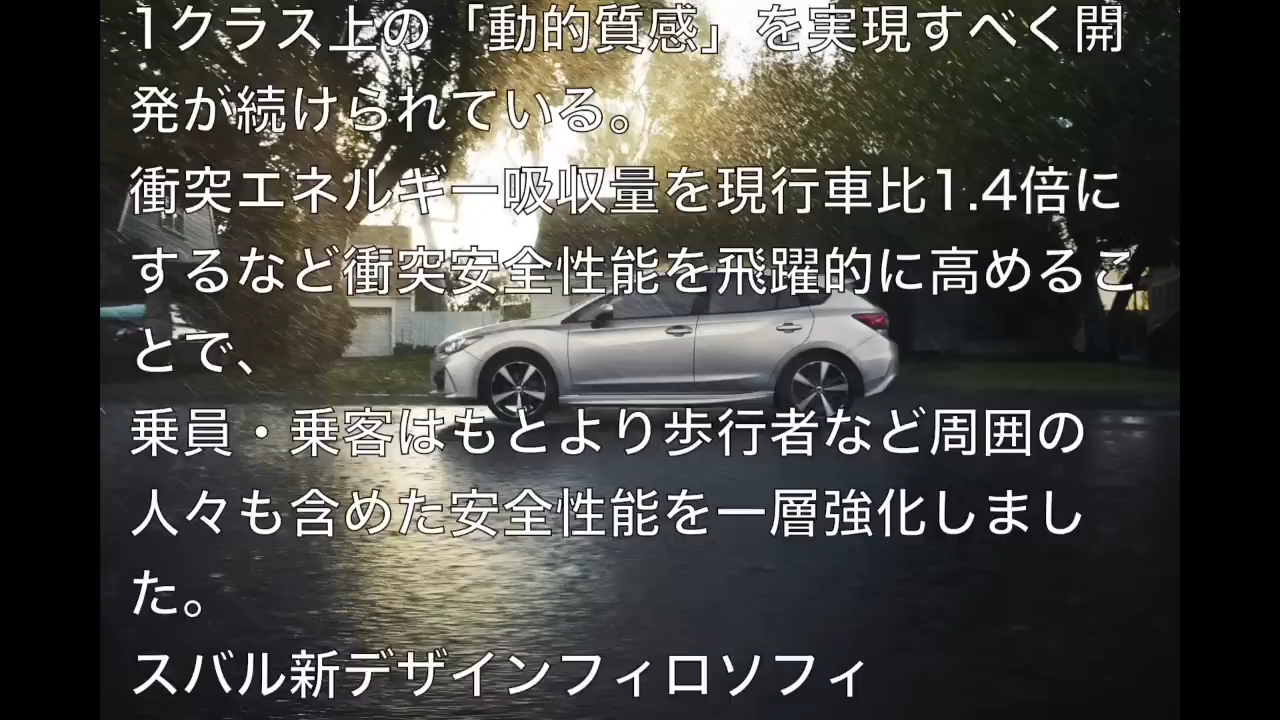 1クラス上の「動的質感」を実現すべく開
発が続けられている。
衝突エネルギー吸収量を現行車比1.4倍に
するなど衝突安全性能を飛躍的に高めるこ
とで、
乗員・乗客はもとより歩行者など周囲の
人々も含めた安全性能を一層強化しまし
た。
スバル新デザインフィロソフィ